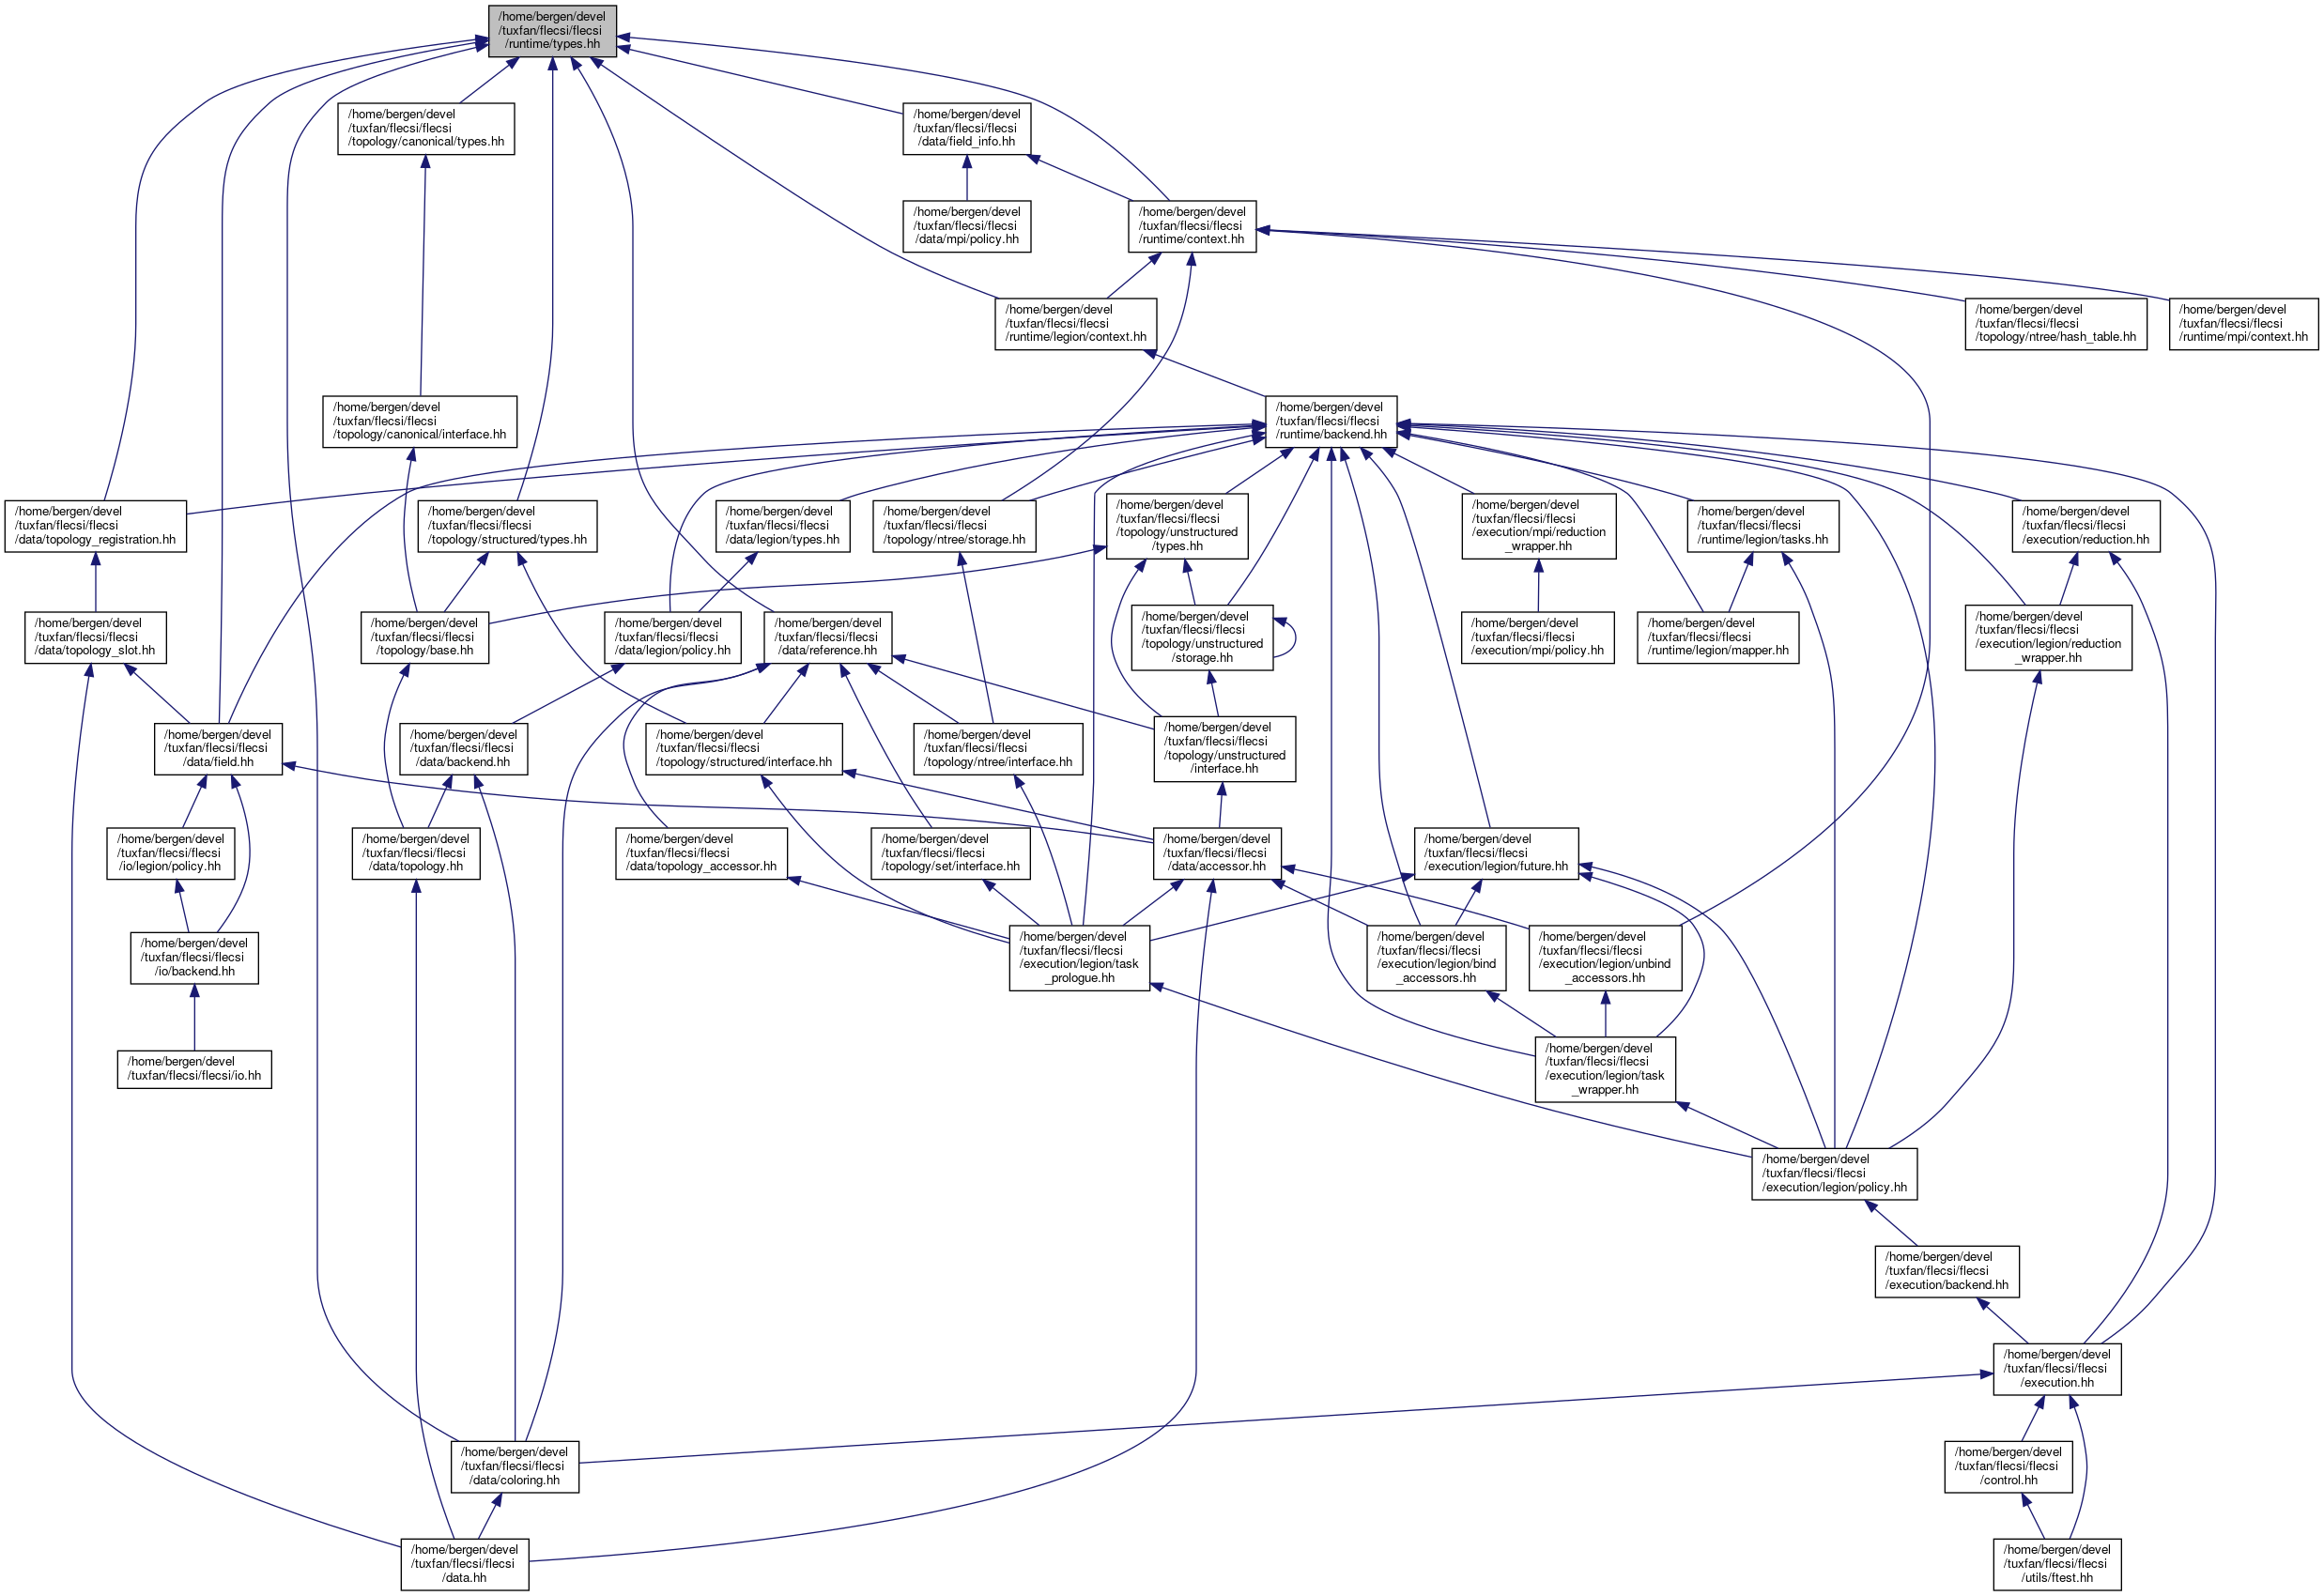 /home/bergen/devel
/tuxfan/flecsi/flecsi
/runtime/types.hh
/home/bergen/devel
/tuxfan/flecsi/flecsi
/topology/canonical/types.hh
/home/bergen/devel
/tuxfan/flecsi/flecsi
/data/field_info.hh
/home/bergen/devel
/tuxfan/flecsi/flecsi
/data/mpi/policy.hh
/home/bergen/devel
/tuxfan/flecsi/flecsi
/runtime/context.hh
/home/bergen/devel
/tuxfan/flecsi/flecsi
/runtime/legion/context.hh
/home/bergen/devel
/tuxfan/flecsi/flecsi
/topology/ntree/hash_table.hh
/home/bergen/devel
/tuxfan/flecsi/flecsi
/runtime/mpi/context.hh
/home/bergen/devel
/tuxfan/flecsi/flecsi
/topology/canonical/interface.hh
/home/bergen/devel
/tuxfan/flecsi/flecsi
/runtime/backend.hh
/home/bergen/devel
/tuxfan/flecsi/flecsi
/data/topology_registration.hh
/home/bergen/devel
/tuxfan/flecsi/flecsi
/topology/structured/types.hh
/home/bergen/devel
/tuxfan/flecsi/flecsi
/data/legion/types.hh
/home/bergen/devel
/tuxfan/flecsi/flecsi
/topology/ntree/storage.hh
/home/bergen/devel
/tuxfan/flecsi/flecsi
/topology/unstructured
/types.hh
/home/bergen/devel
/tuxfan/flecsi/flecsi
/execution/mpi/reduction
_wrapper.hh
/home/bergen/devel
/tuxfan/flecsi/flecsi
/runtime/legion/tasks.hh
/home/bergen/devel
/tuxfan/flecsi/flecsi
/execution/reduction.hh
/home/bergen/devel
/tuxfan/flecsi/flecsi
/data/topology_slot.hh
/home/bergen/devel
/tuxfan/flecsi/flecsi
/topology/base.hh
/home/bergen/devel
/tuxfan/flecsi/flecsi
/data/legion/policy.hh
/home/bergen/devel
/tuxfan/flecsi/flecsi
/data/reference.hh
/home/bergen/devel
/tuxfan/flecsi/flecsi
/topology/unstructured
/storage.hh
/home/bergen/devel
/tuxfan/flecsi/flecsi
/execution/mpi/policy.hh
/home/bergen/devel
/tuxfan/flecsi/flecsi
/runtime/legion/mapper.hh
/home/bergen/devel
/tuxfan/flecsi/flecsi
/execution/legion/reduction
_wrapper.hh
/home/bergen/devel
/tuxfan/flecsi/flecsi
/data/field.hh
/home/bergen/devel
/tuxfan/flecsi/flecsi
/data/backend.hh
/home/bergen/devel
/tuxfan/flecsi/flecsi
/topology/structured/interface.hh
/home/bergen/devel
/tuxfan/flecsi/flecsi
/topology/ntree/interface.hh
/home/bergen/devel
/tuxfan/flecsi/flecsi
/topology/unstructured
/interface.hh
/home/bergen/devel
/tuxfan/flecsi/flecsi
/io/legion/policy.hh
/home/bergen/devel
/tuxfan/flecsi/flecsi
/data/topology.hh
/home/bergen/devel
/tuxfan/flecsi/flecsi
/data/topology_accessor.hh
/home/bergen/devel
/tuxfan/flecsi/flecsi
/topology/set/interface.hh
/home/bergen/devel
/tuxfan/flecsi/flecsi
/data/accessor.hh
/home/bergen/devel
/tuxfan/flecsi/flecsi
/execution/legion/future.hh
/home/bergen/devel
/tuxfan/flecsi/flecsi
/io/backend.hh
/home/bergen/devel
/tuxfan/flecsi/flecsi
/execution/legion/task
_prologue.hh
/home/bergen/devel
/tuxfan/flecsi/flecsi
/execution/legion/bind
_accessors.hh
/home/bergen/devel
/tuxfan/flecsi/flecsi
/execution/legion/unbind
_accessors.hh
/home/bergen/devel
/tuxfan/flecsi/flecsi/io.hh
/home/bergen/devel
/tuxfan/flecsi/flecsi
/execution/legion/task
_wrapper.hh
/home/bergen/devel
/tuxfan/flecsi/flecsi
/execution/legion/policy.hh
/home/bergen/devel
/tuxfan/flecsi/flecsi
/execution/backend.hh
/home/bergen/devel
/tuxfan/flecsi/flecsi
/execution.hh
/home/bergen/devel
/tuxfan/flecsi/flecsi
/data/coloring.hh
/home/bergen/devel
/tuxfan/flecsi/flecsi
/control.hh
/home/bergen/devel
/tuxfan/flecsi/flecsi
/data.hh
/home/bergen/devel
/tuxfan/flecsi/flecsi
/utils/ftest.hh